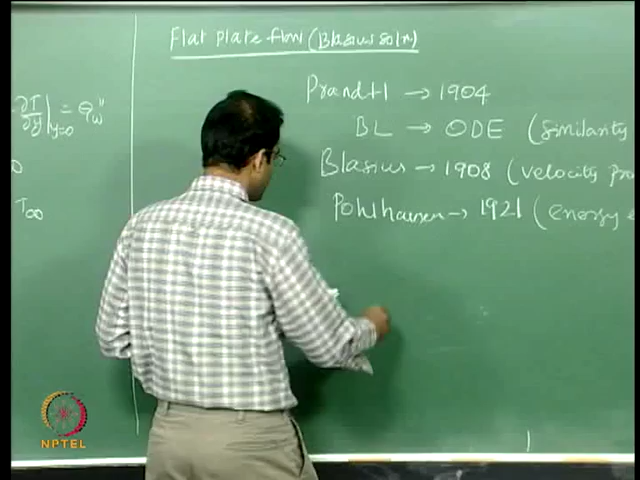 Flat plate flow (Blasius soln)
∂T/∂y|y=0 = qw"
Prandtl → 1904
BL → ODE (similarity
Blasius → 1908 (velocity pro
T∞
Pohlhausen → 1921 (energy
NPTEL